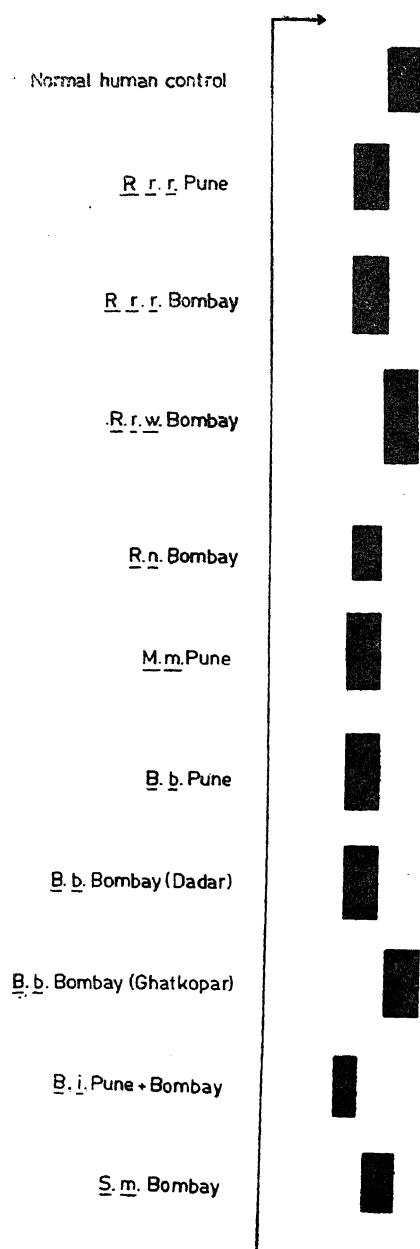 Normal human control
R r. r. Pune
R r. r. Bombay
R. r. w. Bombay
R. n. Bombay
M. m. Pune
B. b. Pune
B. b. Bombay (Dadar)
B. b. Bombay (Ghatkopar)
B. i. Pune + Bombay
S. m. Bombay